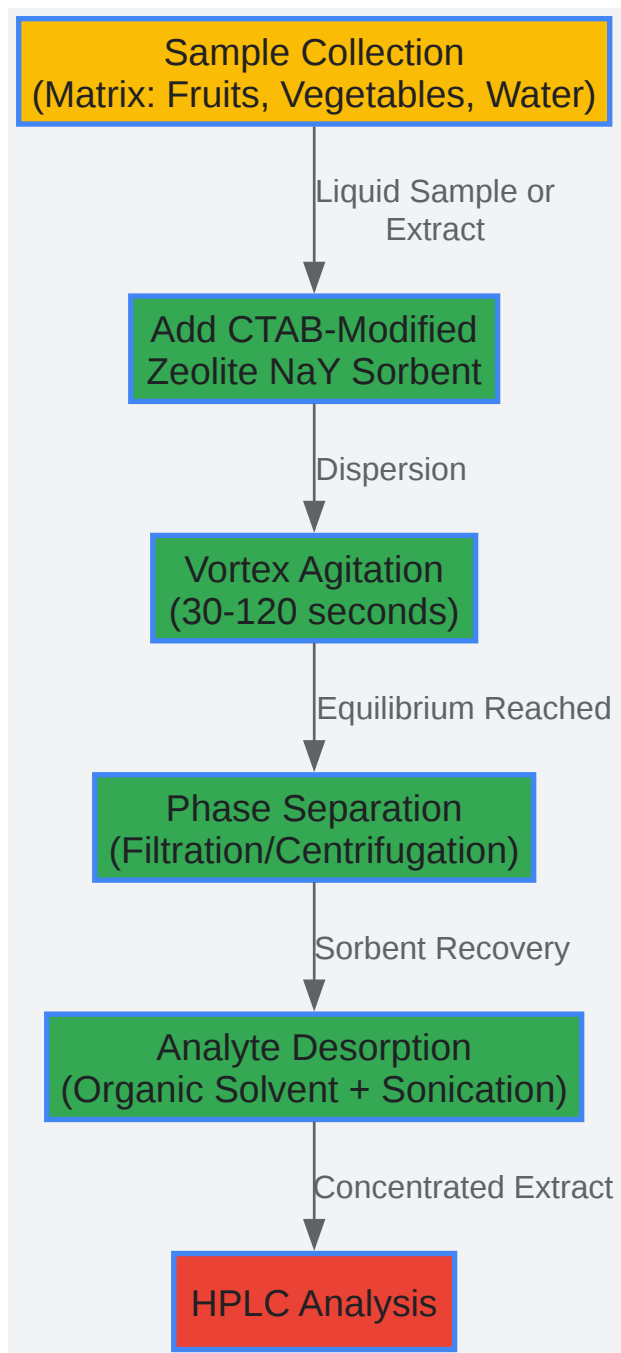 Sample Collection
(Matrix: Fruits, Vegetables, Water)
Liquid Sample or
Extract
Add CTAB-Modified
Zeolite NaY Sorbent
Dispersion
Vortex Agitation
(30-120 seconds)
Equilibrium Reached
Phase Separation
(Filtration/Centrifugation)
Sorbent Recovery
Analyte Desorption
(Organic Solvent + Sonication)
Concentrated Extract
HPLC Analysis